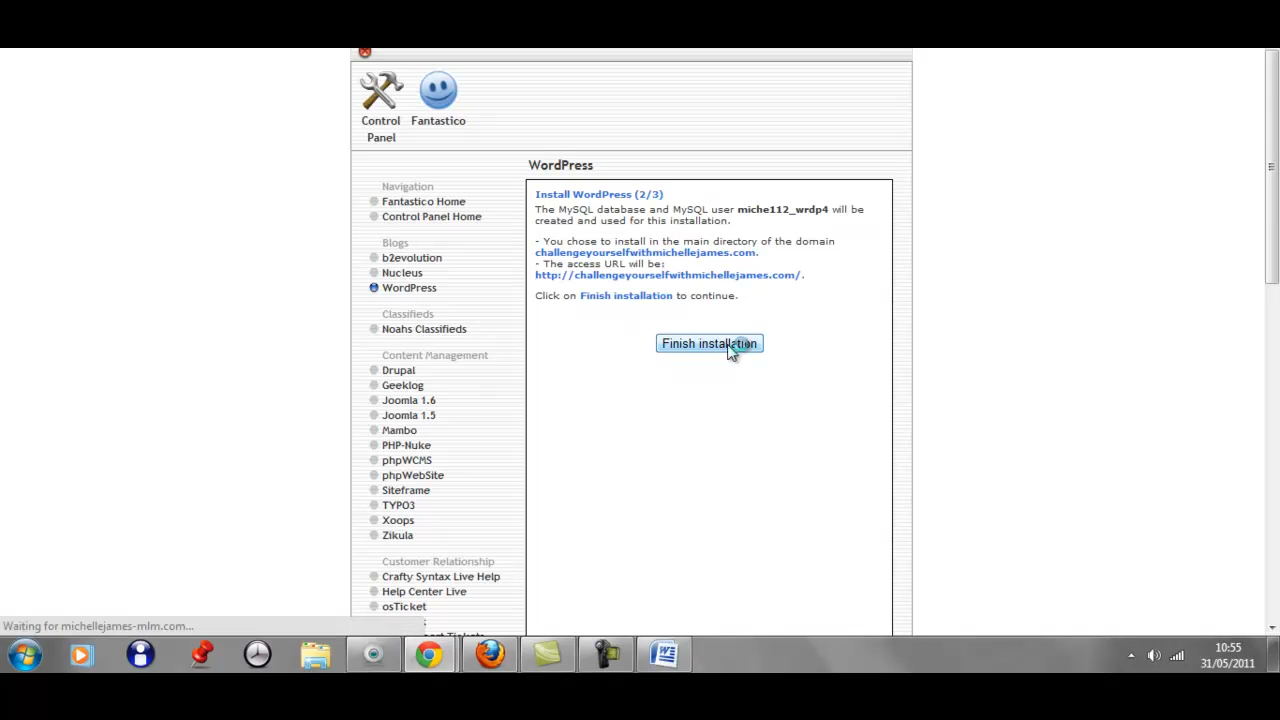 Control
Panel
Fantastico
WordPress
Navigation
Fantastico Home
Control Panel Home
Blogs
b2evolution
Nucleus
WordPress
Classifieds
Noahs Classifieds
Content Management
Drupal
Geeklog
Joomla 1.6
Joomla 1.5
Mambo
PHP-Nuke
phpWCMS
phpWebSite
Siteframe
TYPO3
Xoops
Zikula
Customer Relationship
Crafty Syntax Live Help
Help Center Live
osTicket
Install WordPress (2/3)
The MySQL database and MySQL user miche112_wrdp4 will be
created and used for this installation.
- You chose to install in the main directory of the domain
challengeyourselfwithmichellejames.com.
- The access URL will be:
http://challengeyourselfwithmichellejames.com/.
Click on Finish installation to continue.
Finish installation
Waiting for michellejames-mlm.com...
10:55
31/05/2011